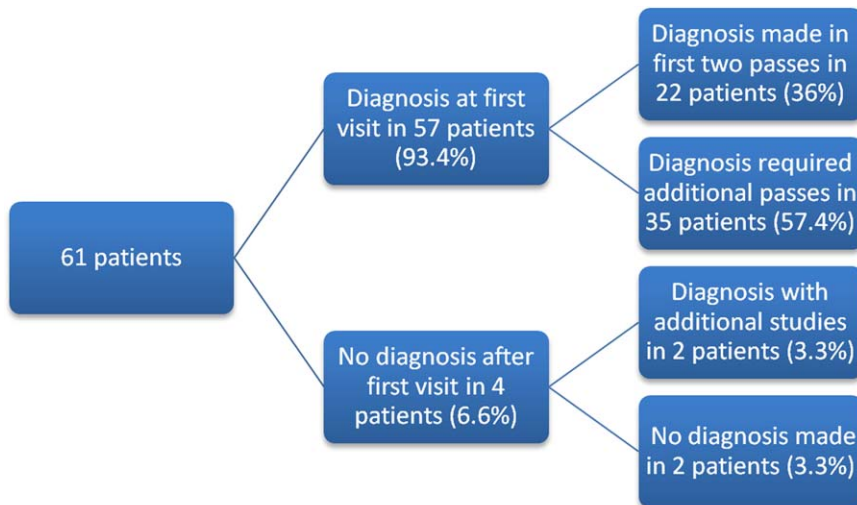 61 patients
Diagnosis at first
visit in 57 patients
(93.4%)
No diagnosis after
first visit in 4
patients (6.6%)
Diagnosis made in
first two passes in
22 patients (36%)
Diagnosis required
additional passes in
35 patients (57.4%)
Diagnosis with
additional studies
in 2 patients (3.3%)
No diagnosis made
in 2 patients (3.3%)